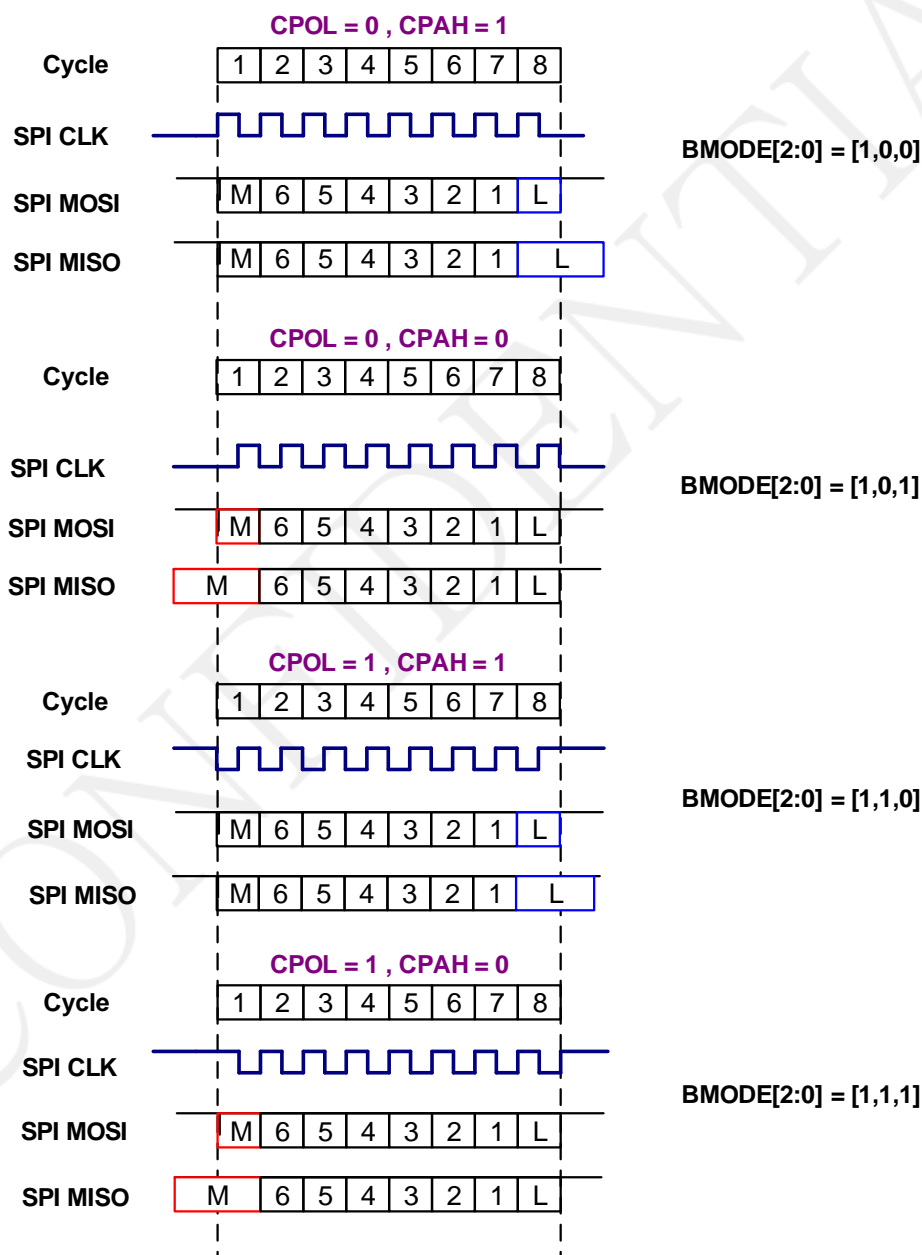 CPOL = 0 , CPAH = 1
Cycle 1 2 3 4 5 6 7 8
SPI CLK
BMODE[2:0] = [1,0,0]
SPI MOSI M 6 5 4 3 2 1 L
SPI MISO M 6 5 4 3 2 1 L
CPOL = 0 , CPAH = 0
Cycle 1 2 3 4 5 6 7 8
SPI CLK
BMODE[2:0] = [1,0,1]
SPI MOSI M 6 5 4 3 2 1 L
SPI MISO M 6 5 4 3 2 1 L
CPOL = 1 , CPAH = 1
Cycle 1 2 3 4 5 6 7 8
SPI CLK
BMODE[2:0] = [1,1,0]
SPI MOSI M 6 5 4 3 2 1 L
SPI MISO M 6 5 4 3 2 1 L
CPOL = 1 , CPAH = 0
Cycle 1 2 3 4 5 6 7 8
SPI CLK
BMODE[2:0] = [1,1,1]
SPI MOSI M 6 5 4 3 2 1 L
SPI MISO M 6 5 4 3 2 1 L
CONFIDENTIA